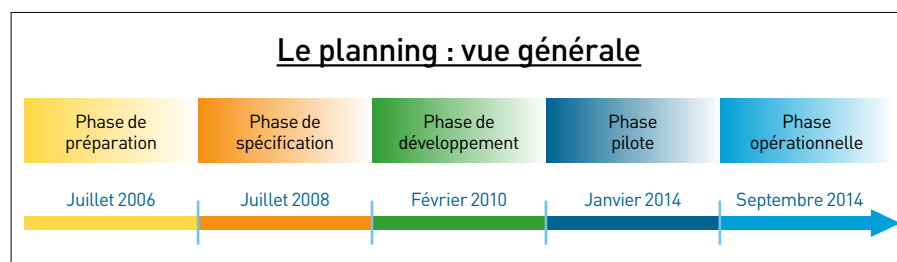 Le planning : vue générale
Phase de
préparation
Phase de
spécification
Phase de
développement
Phase
pilote
Phase
opérationnelle
Juillet 2006
Juillet 2008
Février 2010
Janvier 2014
Septembre 2014